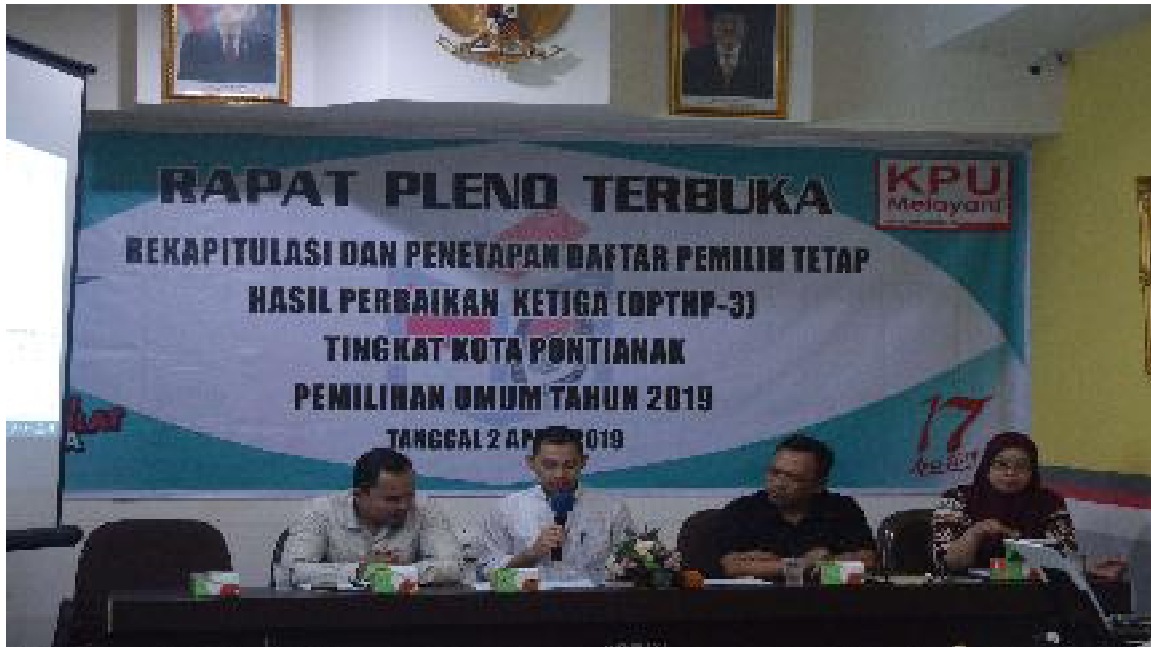 RAPAT PLENO TERBUKA
KPU
Melayani
REKAPITULASI DAN PENETAPAN DAFTAR PEMILIH TETAP
HASIL PERBAIKAN KETIGA (DPTHP-3)
TINGKAT KOTA PONTIANAK
PEMILIHAN UMUM TAHUN 2019
TANGGAL 2 2019
17